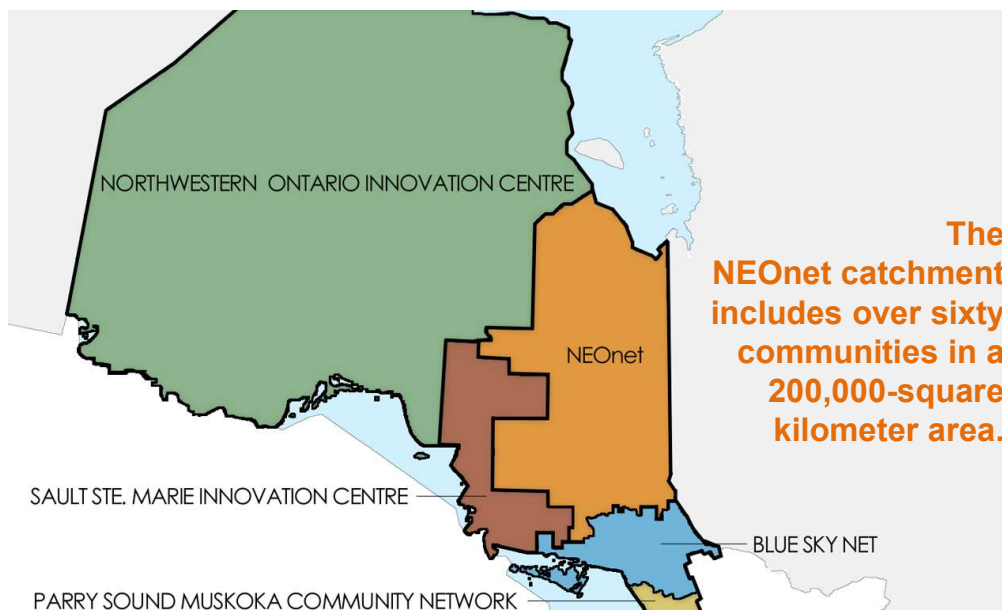 NORTHWESTERN ONTARIO INNOVATION CENTRE
The
NEOnet catchment
includes over sixty
communities in a
200,000-square
kilometer area.
NEOnet
SAULT STE. MARIE INNOVATION CENTRE
BLUE SKY NET
PARRY SOUND MUSKOKA COMMUNITY NETWORK